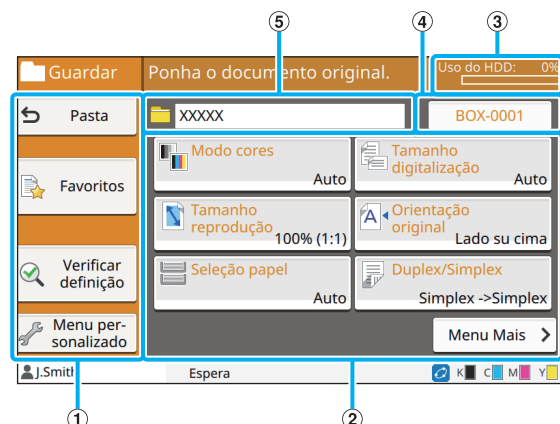 ⑤ ④ ③
Guardar
Ponha o documento original.
Uso do HDD: 0%
Pasta
XXXXX
BOX-0001
Favoritos
Modo cores
Auto
Tamanho
digitalização
Auto
Tamanho
reprodução
100% (1:1)
Orientação
original
Lado su cima
Verificar
definição
Seleção papel
Auto
Duplex/Simplex
Simplex ->Simplex
Menu per-
sonalizado
Menu Mais
J.Smith
Espera
K C M Y
① ②